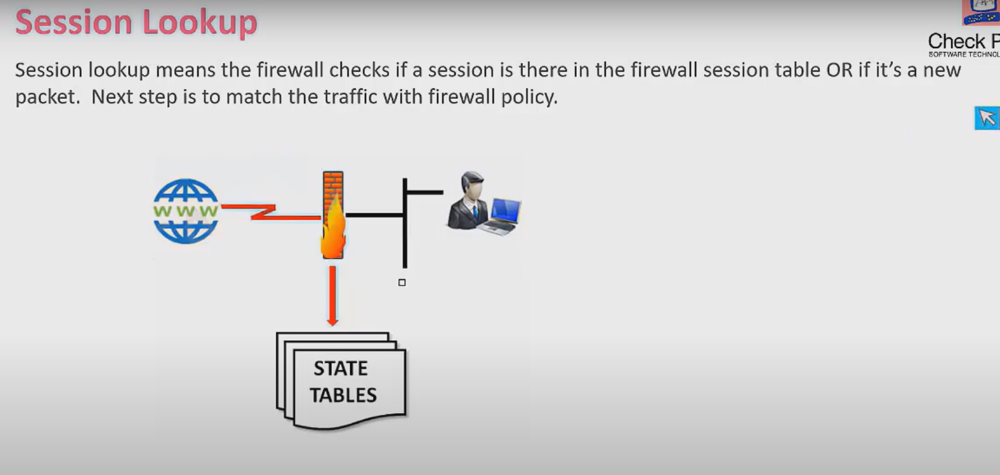 Session Lookup
Check P
SOFTWARE TECHNOL
Session lookup means the firewall checks if a session is there in the firewall session table OR if it’s a new
packet.  Next step is to match the traffic with firewall policy.
WWW
STATE
TABLES